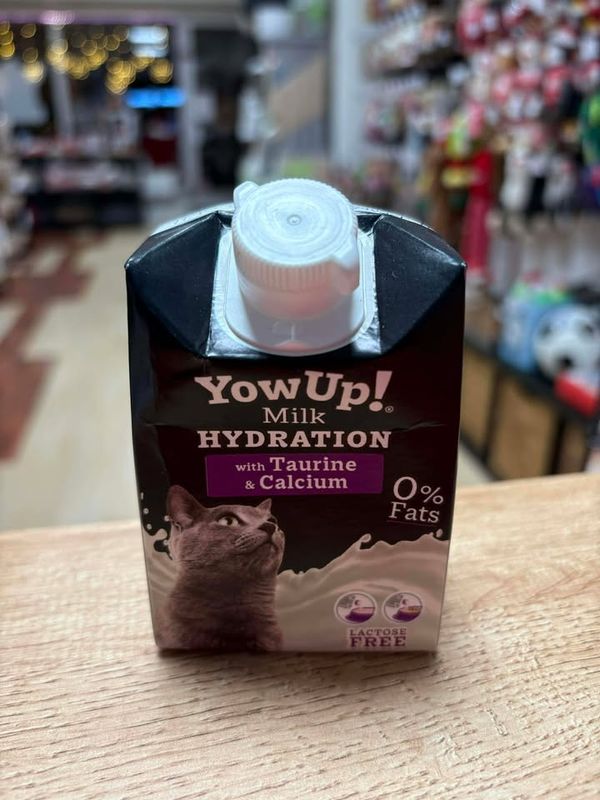 YowUp!®
Milk
HYDRATION
with Taurine
& Calcium
0%
Fats
LACTOSE
FREE